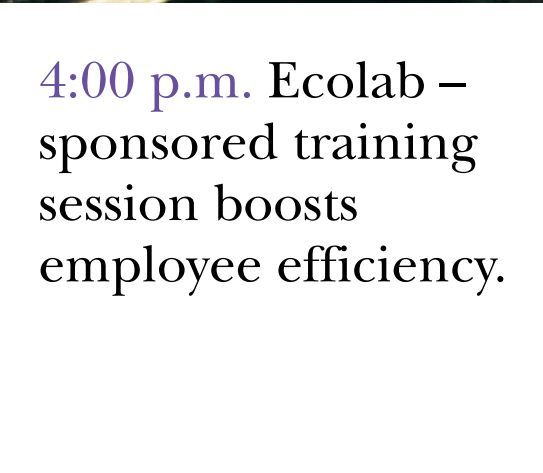 4:00 p.m. Ecolab –
sponsored training
session boosts
employee efficiency.